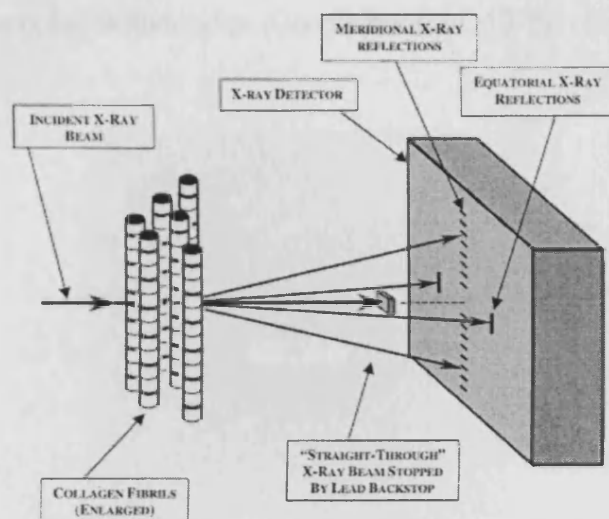 MERIDIONAL X-RAY
REFLECTIONS
X-RAY DETECTOR
EQUATORIAL X-RAY
REFLECTIONS
INCIDENT X-RAY
BEAM
"STRAIGHT-THROUGH"
X-RAY BEAM STOPPED
BY LEAD BACKSTOP
COLLAGEN FIBRILS
(ENLARGED)